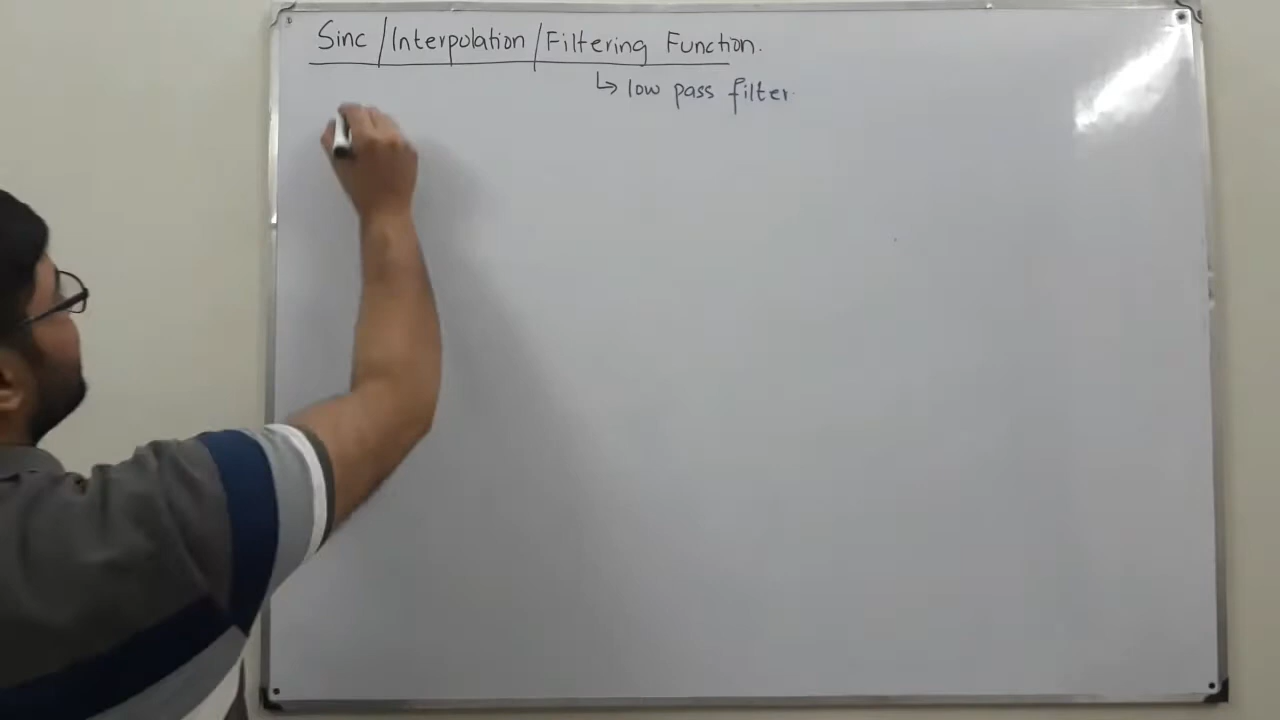 Sinc / Interpolation / Filtering Function.
↳ low pass filter